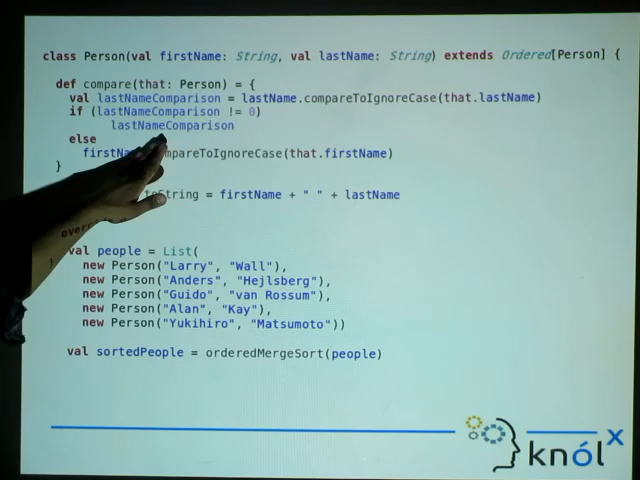 class Person(val firstName: String, val lastName: String) extends Ordered[Person] {
def compare(that: Person) = {
val lastNameComparison = lastName.compareToIgnoreCase(that.lastName)
if (lastNameComparison != 0)
lastNameComparison
else
mpareToIgnoreCase(that.firstName)
}
toString = firstName + " " + lastName
}
val people = List(
new Person("Larry", "Wall"),
new Person("Anders", "Hejlsberg"),
new Person("Guido", "van Rossum"),
new Person("Alan", "Kay"),
new Person("Yukihiro", "Matsumoto"))
val sortedPeople = orderedMergeSort(people)
knólx